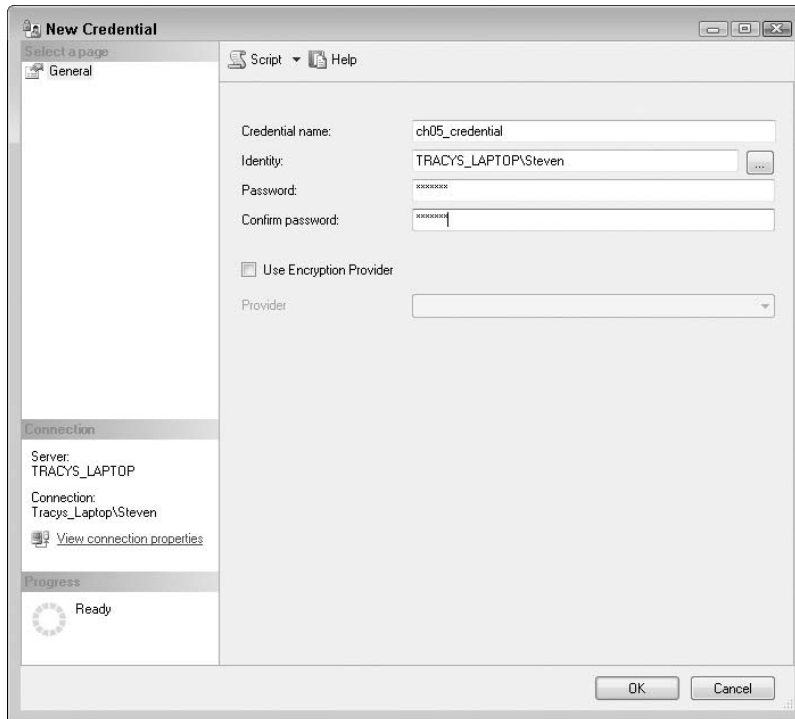 New Credential
Select a page
General
Script Help
Credential name: ch05_credential
Identity: TRACYS_LAPTOP\Steven ...
Password: *******
Confirm password: *******
Use Encryption Provider
Provider
Connection
Server:
TRACYS_LAPTOP
Connection:
Tracys_Laptop\Steven
View connection properties
Progress
Ready
OK Cancel